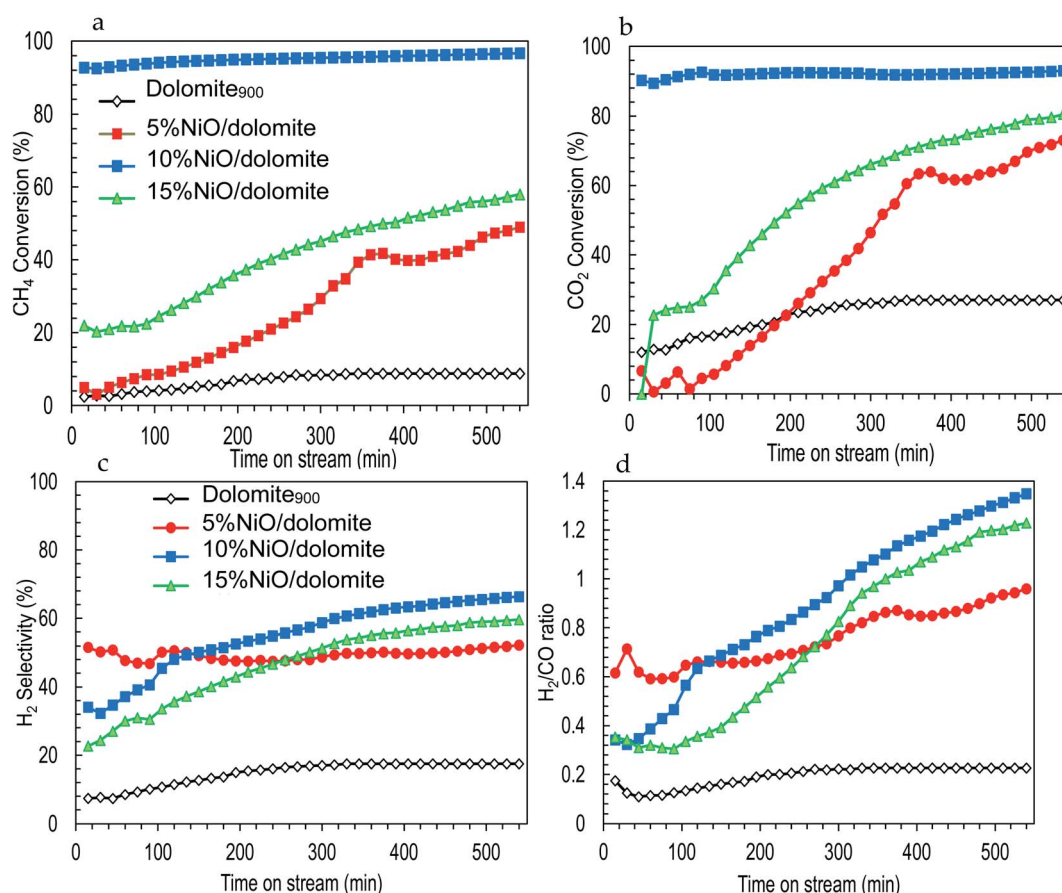 a
100
80
60
40
20
0
CH₄ Conversion (%)
Dolomite₉₀₀
5%NiO/dolomite
10%NiO/dolomite
15%NiO/dolomite
0 100 200 300 400 500
Time on stream (min)
b
100
80
60
40
20
0
CO₂ Conversion (%)
0 100 200 300 400 500
Time on stream (min)
c
100
80
60
40
20
0
H₂ Selectivity (%)
Dolomite₉₀₀
5%NiO/dolomite
10%NiO/dolomite
15%NiO/dolomite
0 100 200 300 400 500
Time on stream (min)
d
1.4
1.2
1
0.8
0.6
0.4
0.2
0
H₂/CO ratio
0 100 200 300 400 500
Time on stream (min)